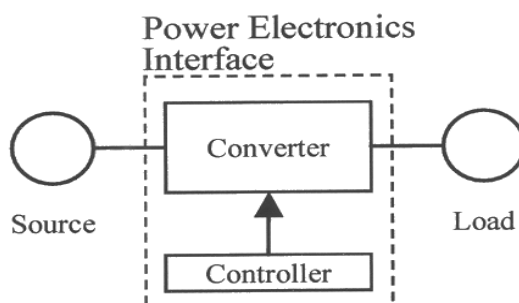 Power Electronics
Interface
Converter
Source
Load
Controller